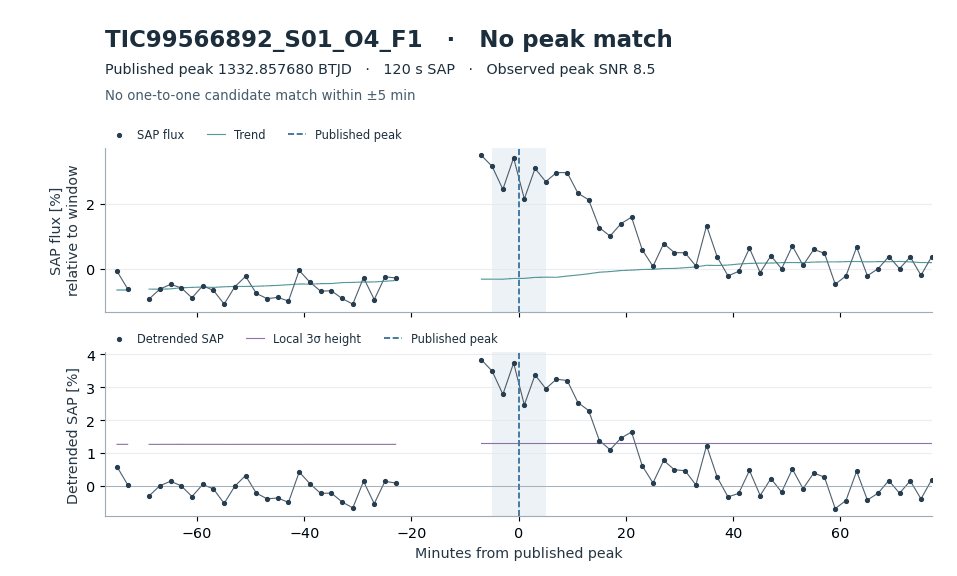 TIC99566892_S01_O4_F1 · No peak match
Published peak 1332.857680 BTJD · 120 s SAP · Observed peak SNR 8.5
No one-to-one candidate match within ±5 min
SAP flux Trend Published peak
SAP flux [%]
relative to window
2
0
Detrended SAP Local 3σ height Published peak
Detrended SAP [%]
4
3
2
1
0
−60 −40 −20 0 20 40 60
Minutes from published peak